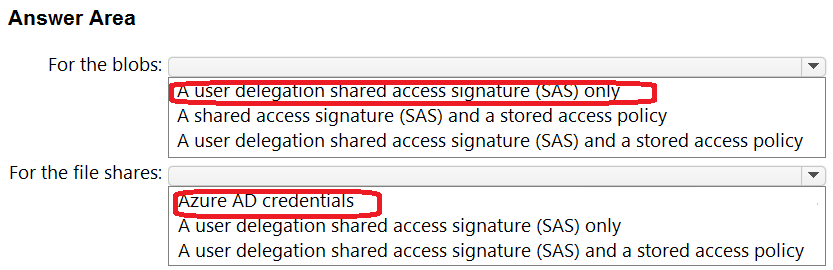 Answer Area
For the blobs:
A user delegation shared access signature (SAS) only
A shared access signature (SAS) and a stored access policy
A user delegation shared access signature (SAS) and a stored access policy
For the file shares:
Azure AD credentials
A user delegation shared access signature (SAS) only
A user delegation shared access signature (SAS) and a stored access policy